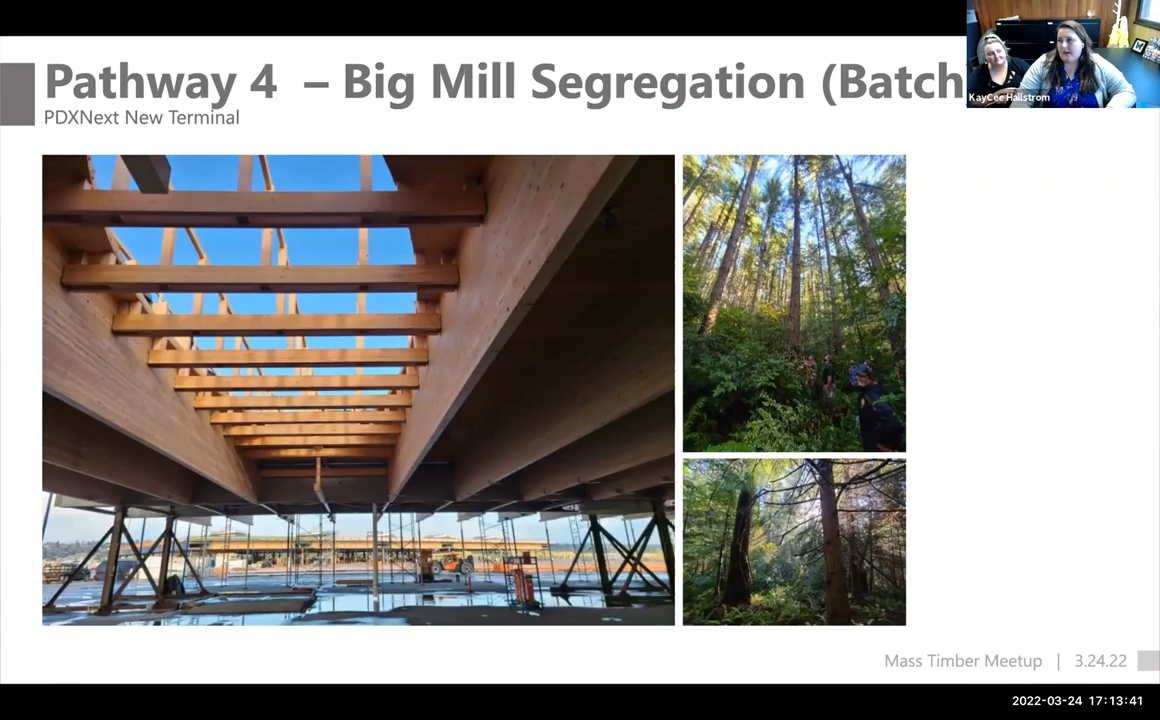 Pathway 4 – Big Mill Segregation (Batch
PDXNext New Terminal
KayCee Hallstrom
Mass Timber Meetup | 3.24.22
2022-03-24 17:13:41